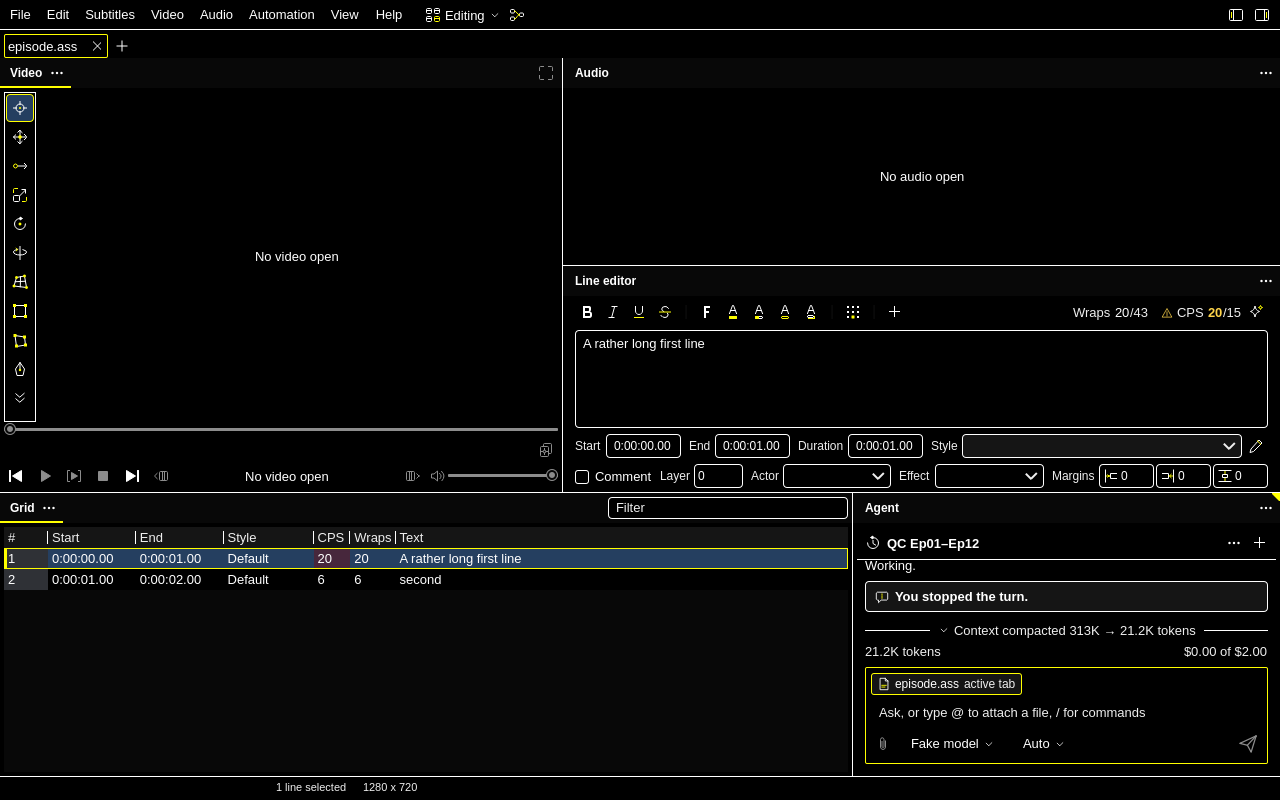 File Edit Subtitles Video Audio Automation View Help Editing
episode.ass
Video
Audio
No video open
No audio open
Line editor
Wraps 20/43 CPS 20/15
A rather long first line
Start 0:00:00.00 End 0:00:01.00 Duration 0:00:01.00 Style
Comment Layer 0 Actor Effect Margins 0 0 0
No video open
Grid
Filter
# Start End Style CPS Wraps Text
1 0:00:00.00 0:00:01.00 Default 20 20 A rather long first line
2 0:00:01.00 0:00:02.00 Default 6 6 second
Agent
QC Ep01–Ep12
Working.
You stopped the turn.
Context compacted 313K → 21.2K tokens
21.2K tokens $0.00 of $2.00
episode.ass active tab
Ask, or type @ to attach a file, / for commands
Fake model Auto
1 line selected 1280 x 720